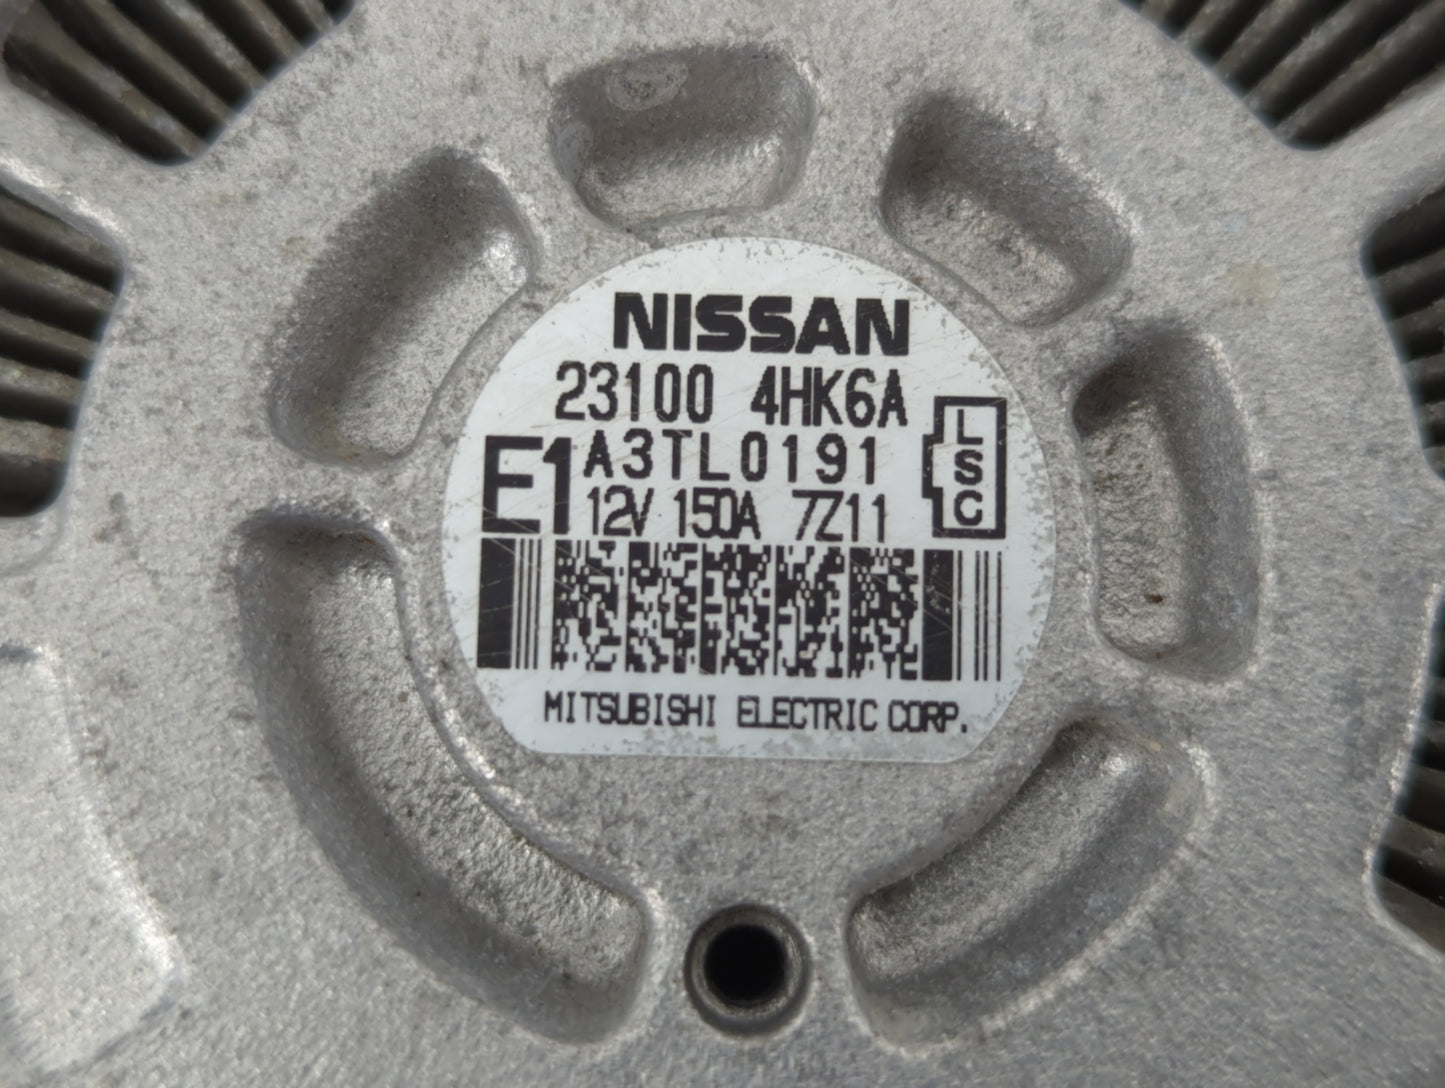 NISSAN
23100 4HK6A
E1 A3TL0191
12V 150A 7Z11
L
S
C
MITSUBISHI ELECTRIC CORP.